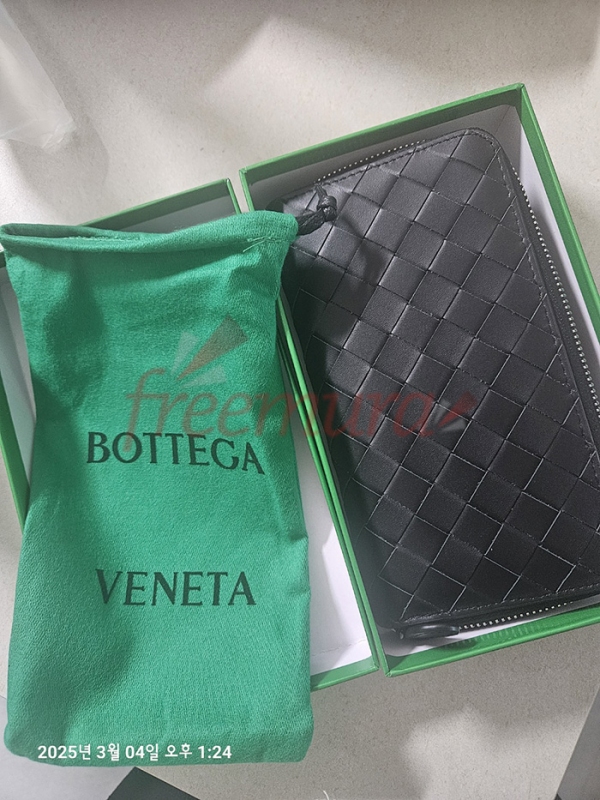 freemura
BOTTEGA
VENETA
2025년 3월 04일 오후 1:24